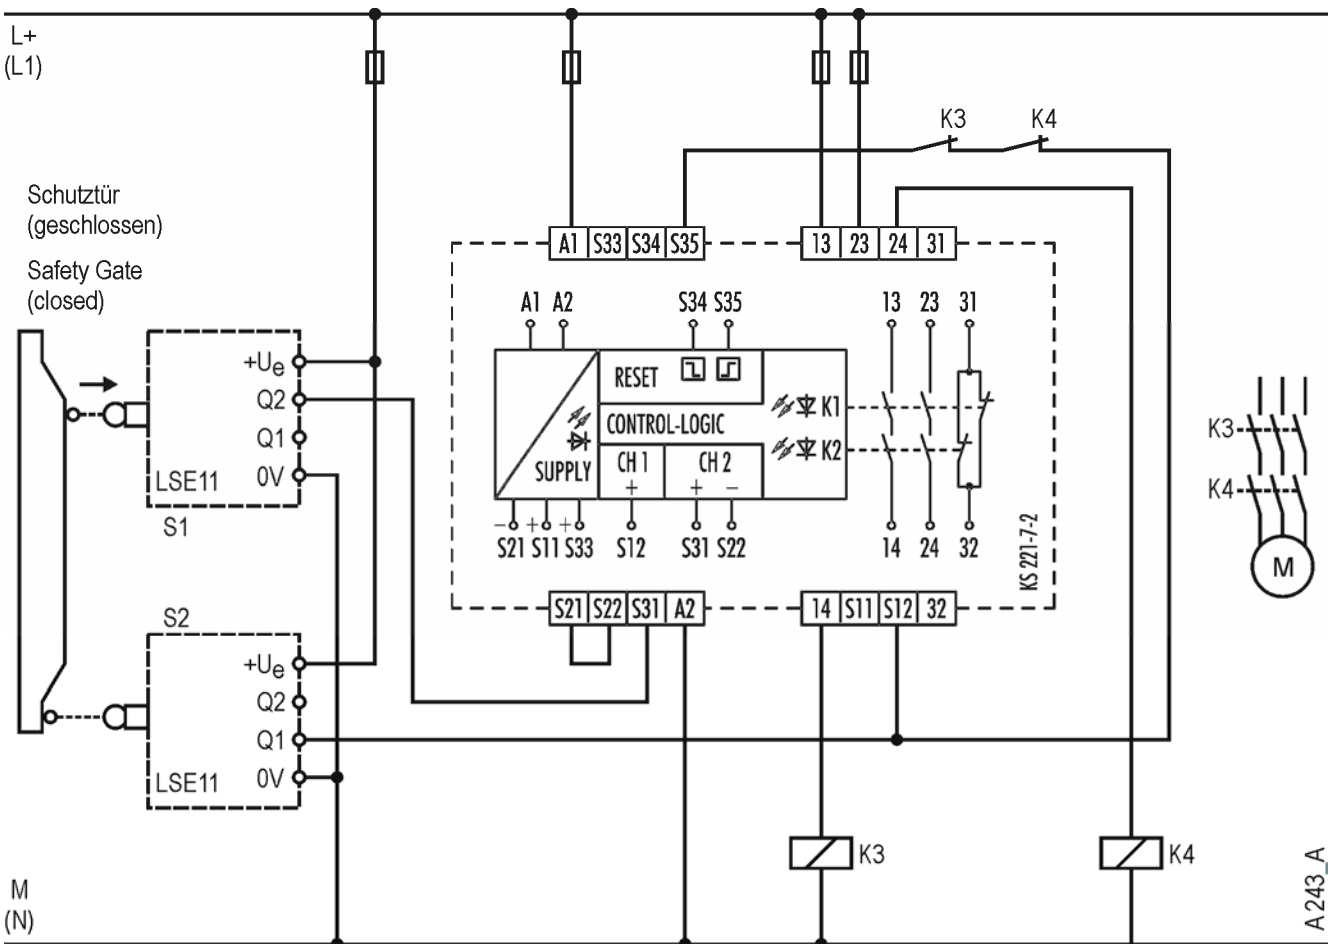 L+
(L1)
K3 K4
Schutztür
(geschlossen)
Safety Gate
(closed)
A1 S33 S34 S35
13 23 24 31
A1 A2 S34 S35 13 23 31
+Ue
Q2
Q1
0V
LSE11
S1
RESET
CONTROL-LOGIC
SUPPLY
CH 1
+
CH 2
+ −
K1
K2
− + +
S21 S11 S33 S12 S31 S22 14 24 32
KS 221-7-2
K3
K4
M
S21 S22 S31 A2
14 S11 S12 32
S2
+Ue
Q2
Q1
0V
LSE11
K3
K4
M
(N)
A243_A